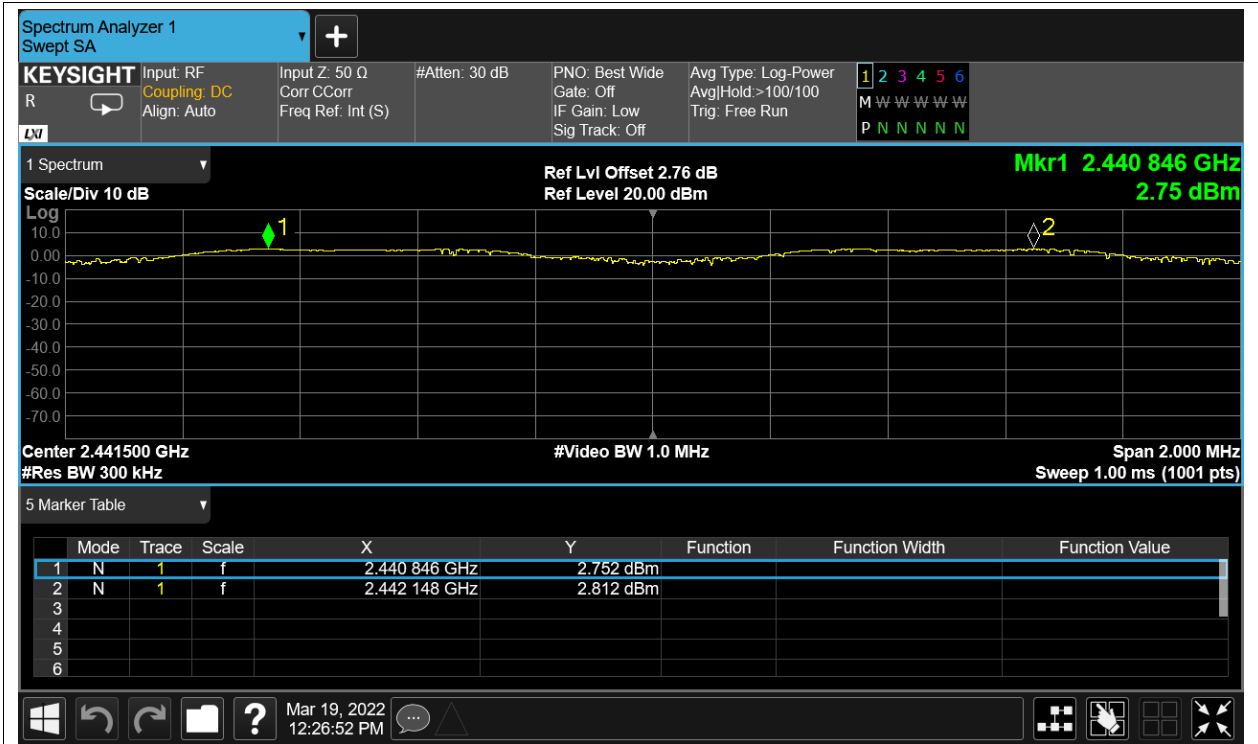 Spectrum Analyzer 1
Swept SA
+
KEYSIGHT Input: RF Input Z: 50 Ω #Atten: 30 dB PNO: Best Wide Avg Type: Log-Power 1 2 3 4 5 6
R Coupling: DC Corr CCorr Gate: Off Avg|Hold:>100/100 M W W W W W
Align: Auto Freq Ref: Int (S) IF Gain: Low Trig: Free Run
LXI Sig Track: Off P N N N N N
1 Spectrum Ref Lvl Offset 2.76 dB Mkr1 2.440 846 GHz
Scale/Div 10 dB Ref Level 20.00 dBm 2.75 dBm
Log
1 2
10.0
0.00
-10.0
-20.0
-30.0
-40.0
-50.0
-60.0
-70.0
Center 2.441500 GHz #Video BW 1.0 MHz Span 2.000 MHz
#Res BW 300 kHz Sweep 1.00 ms (1001 pts)
5 Marker Table
Mode Trace Scale X Y Function Function Width Function Value
1 N 1 f 2.440 846 GHz 2.752 dBm
2 N 1 f 2.442 148 GHz 2.812 dBm
3
4
5
6
? Mar 19, 2022
12:26:52 PM